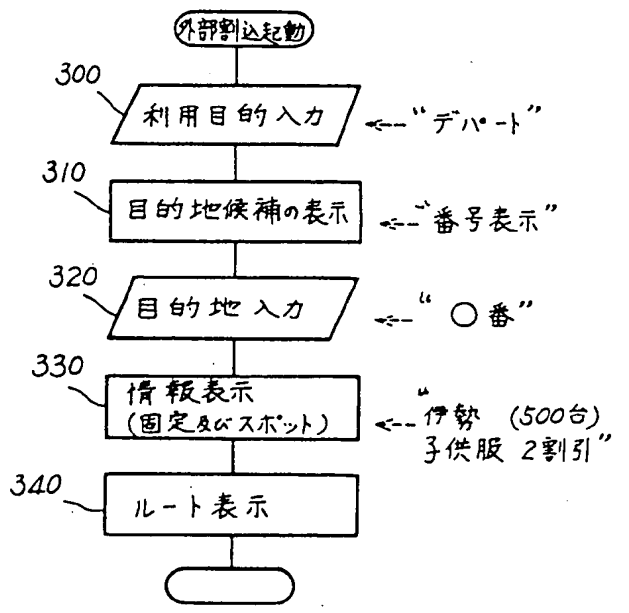 外部割込起動
300
利用目的入力
“デパート”
310
目的地候補の表示
“番号表示”
320
目的地入力
“ ○番”
330
情報表示
(固定及びスポット)
“伊勢 (500台)
子供服 2割引”
340
ルート表示